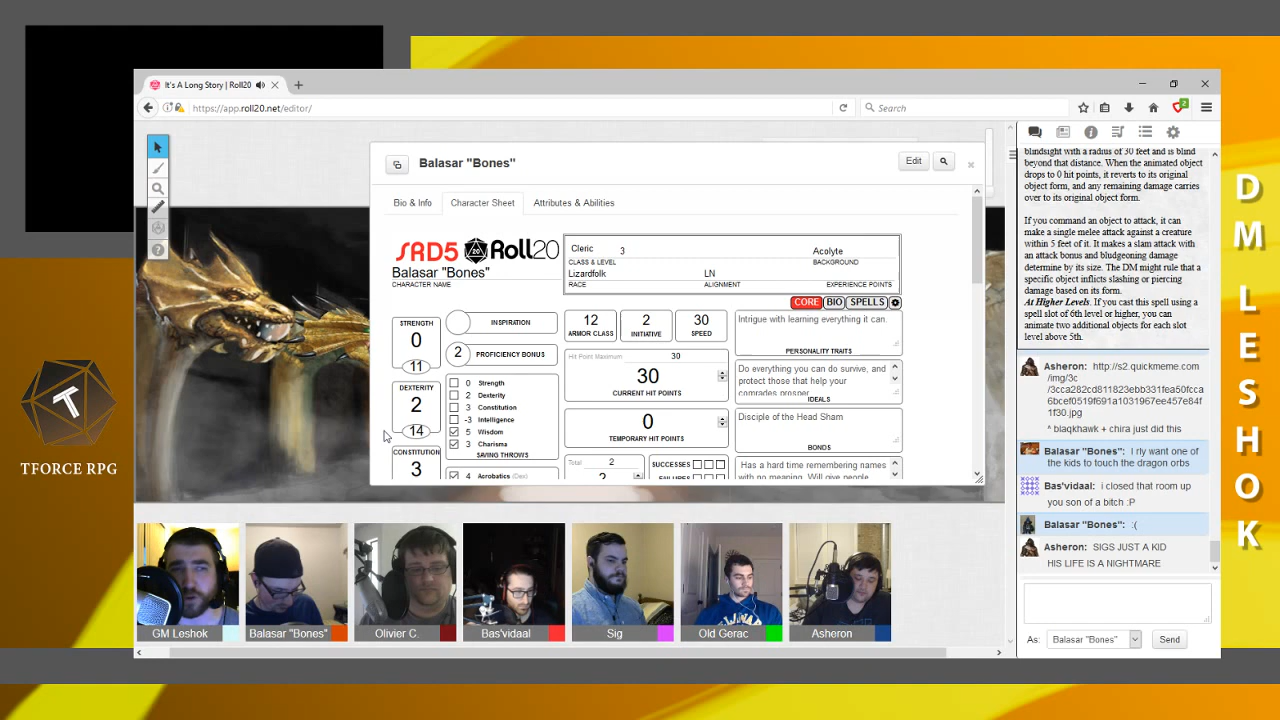 It's A Long Story | Roll20
https://app.roll20.net/editor/
Search
2
Balasar "Bones"
Edit
Bio & Info
Character Sheet
Attributes & Abilities
SRD5 20 Roll20
Balasar "Bones"
CHARACTER NAME
Cleric 3 Acolyte
CLASS & LEVEL BACKGROUND
Lizardfolk LN
RACE ALIGNMENT EXPERIENCE POINTS
CORE BIO SPELLS
STRENGTH
0
11
DEXTERITY
2
14
CONSTITUTION
3
INSPIRATION
2 PROFICIENCY BONUS
0 Strength
2 Dexterity
3 Constitution
-3 Intelligence
5 Wisdom
3 Charisma
SAVING THROWS
4 Acrobatics (Dex)
12
ARMOR CLASS
2
INITIATIVE
30
SPEED
Hit Point Maximum 30
30
CURRENT HIT POINTS
0
TEMPORARY HIT POINTS
Total 2
SUCCESSES
FAILURES
Intrigue with learning everything it can.
PERSONALITY TRAITS
Do everything you can do survive, and
protect those that help your
comrades prosper
IDEALS
Disciple of the Head Sham
BONDS
Has a hard time remembering names
with no meaning. Will give people
blindsight with a radius of 30 feet and is blind
beyond that distance. When the animated object
drops to 0 hit points, it reverts to its original
object form, and any remaining damage carries
over to its original object form.
If you command an object to attack, it can
make a single melee attack against a creature
within 5 feet of it. It makes a slam attack with
an attack bonus and bludgeoning damage
determine by its size. The DM might rule that a
specific object inflicts slashing or piercing
damage based on its form.
At Higher Levels. If you cast this spell using a
spell slot of 6th level or higher, you can
animate two additional objects for each slot
level above 5th.
Asheron: http://s2.quickmeme.com
/img/3c
/3cca282cd811823ebb331fea50fcca
6bcef0519f691a1031967ee457e84f
1f30.jpg
^ blaqkhawk + chira just did this
Balasar "Bones": I rly want one of
the kids to touch the dragon orbs
Bas'vidaal: i closed that room up
you son of a bitch :P
Balasar "Bones": :(
Asheron: SIGS JUST A KID
HIS LIFE IS A NIGHTMARE
As: Balasar "Bones" Send
GM Leshok
Balasar "Bones"
Olivier C.
Bas'vidaal
Sig
Old Gerac
Asheron
T
TFORCE RPG
DM LESHOK